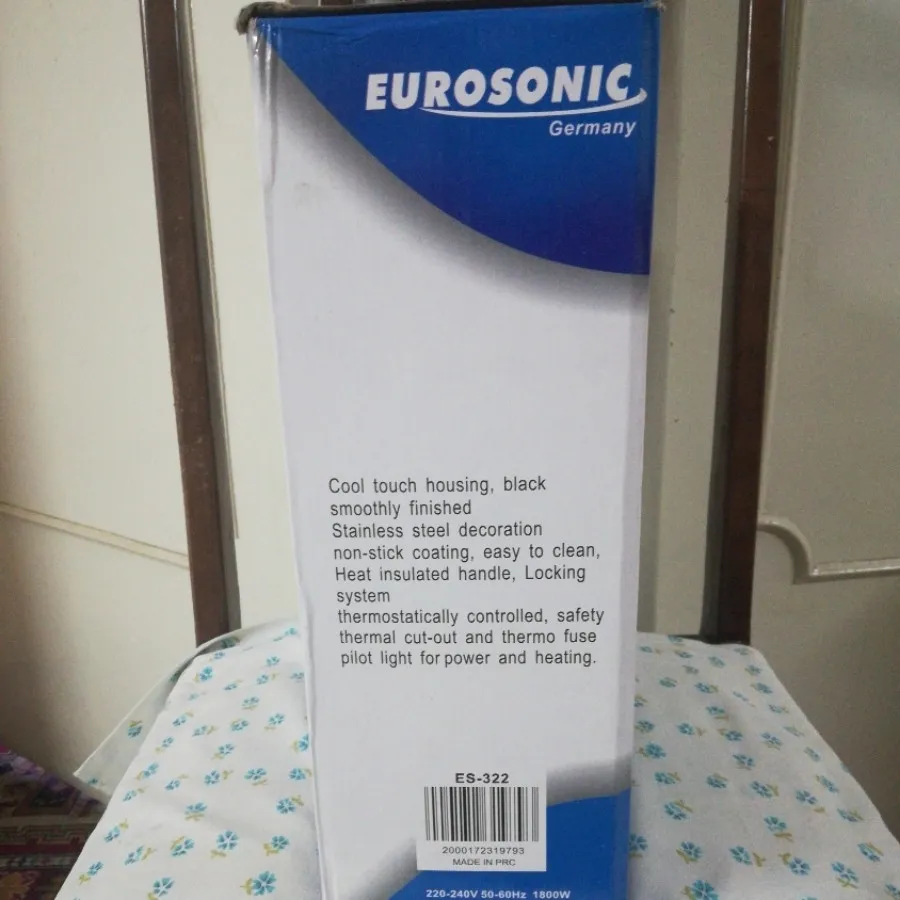 EUROSONIC
Germany
Cool touch housing, black
smoothly finished
Stainless steel decoration
non-stick coating, easy to clean,
Heat insulated handle, Locking
system
thermostatically controlled, safety
thermal cut-out and thermo fuse
pilot light for power and heating.
ES-322
2000172319793
MADE IN PRC
220-240V 50-60Hz 1800W